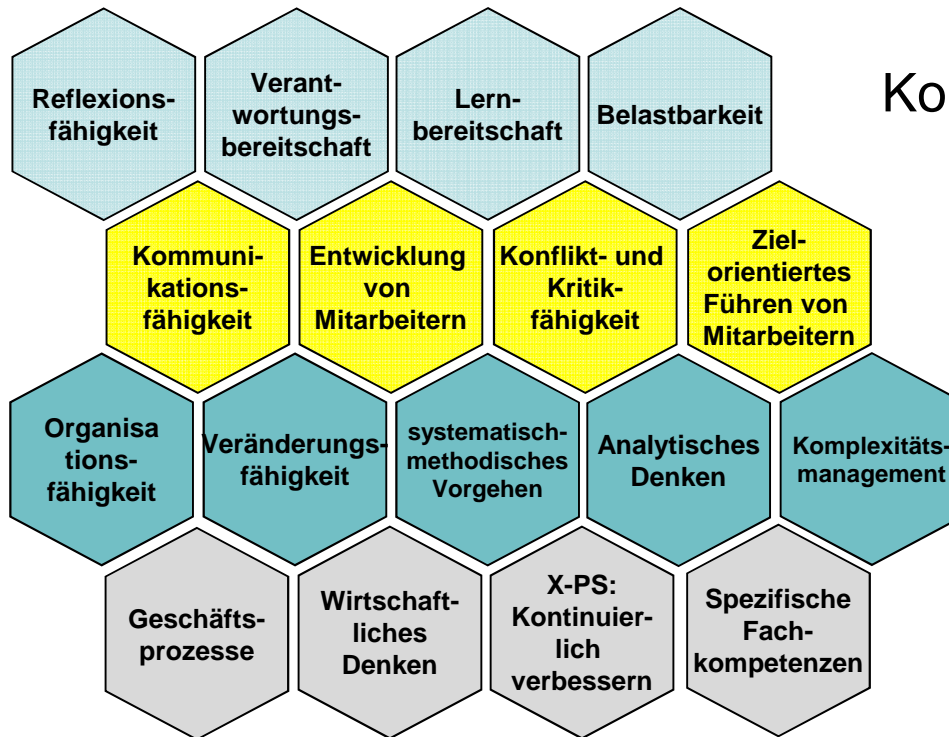 Reflexions-
fähigkeit
Verant-
wortungs-
bereitschaft
Lern-
bereitschaft
Belastbarkeit
Ko
Kommuni-
kations-
fähigkeit
Entwicklung
von
Mitarbeitern
Konflikt- und
Kritik-
fähigkeit
Ziel-
orientiertes
Führen von
Mitarbeitern
Organisa
tions-
fähigkeit
Veränderungs-
fähigkeit
systematisch-
methodisches
Vorgehen
Analytisches
Denken
Komplexitäts-
management
Geschäfts-
prozesse
Wirtschaft-
liches
Denken
X-PS:
Kontinuier-
lich
verbessern
Spezifische
Fach-
kompetenzen